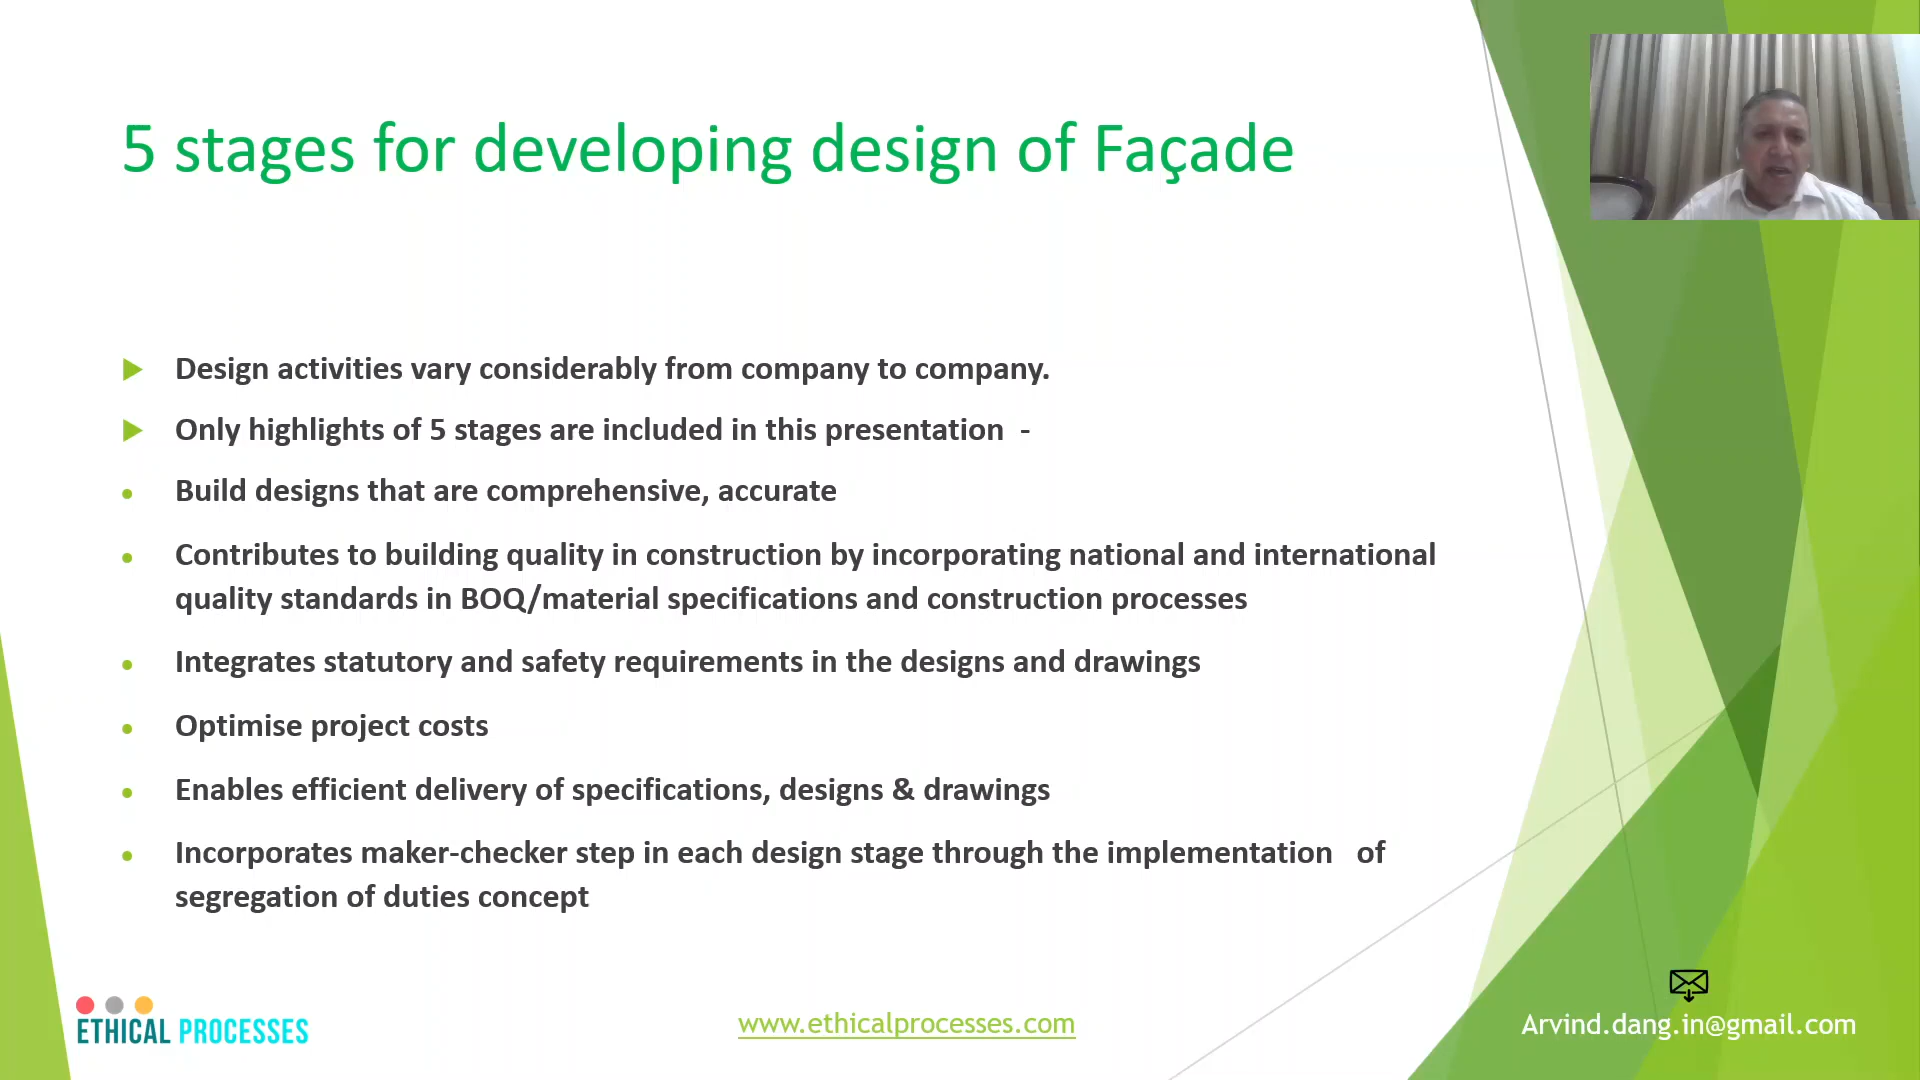 5 stages for developing design of Façade
Design activities vary considerably from company to company.
Only highlights of 5 stages are included in this presentation -
Build designs that are comprehensive, accurate
Contributes to building quality in construction by incorporating national and international
quality standards in BOQ/material specifications and construction processes
Integrates statutory and safety requirements in the designs and drawings
Optimise project costs
Enables efficient delivery of specifications, designs & drawings
Incorporates maker-checker step in each design stage through the implementation of
segregation of duties concept
ETHICAL PROCESSES
www.ethicalprocesses.com
Arvind.dang.in@gmail.com